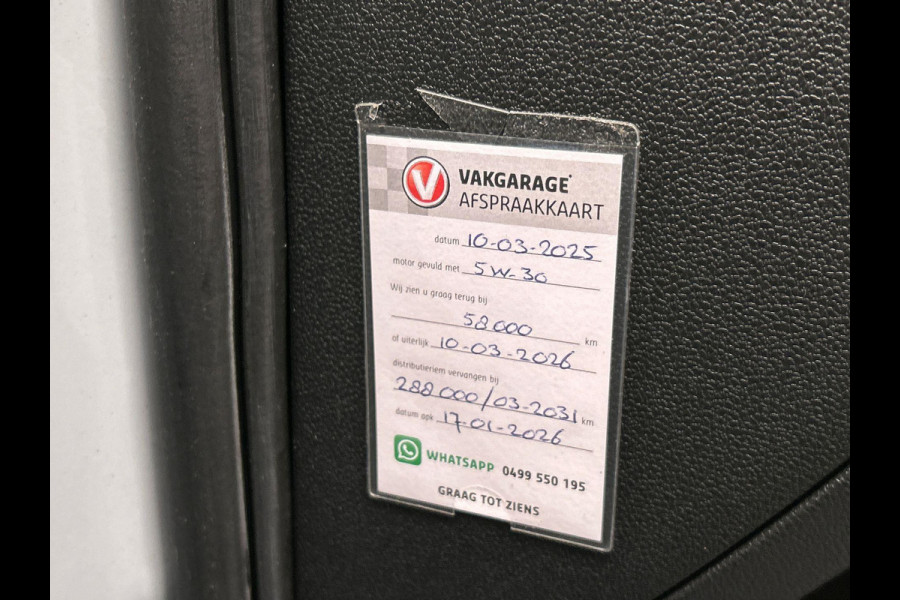 V VAKGARAGE
AFSPRAAKKAART
datum 10-03-2025
motor gevuld met 5W-30
Wij zien u graag terug bij
58000 km
of uiterlijk 10-03-2026
distributieriem vervangen bij
288000/03-2031 km
datum apk 17-01-2026
WHATSAPP 0499 550 195
GRAAG TOT ZIENS